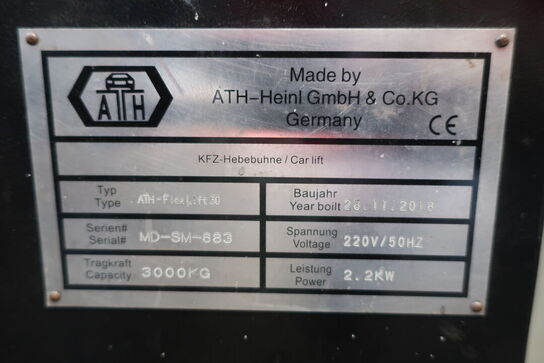 ATH
Made by
ATH-Heinl GmbH & Co.KG
Germany
CE
KFZ-Hebebuhne / Car lift
Typ
Type
ATH-FlexLift30
Baujahr
Year boilt
11.2018
Serien#
Serial#
MD-SM-683
Spannung
Voltage
220V/50HZ
Tragkraft
Capacity
3000KG
Leistung
Power
2.2KW